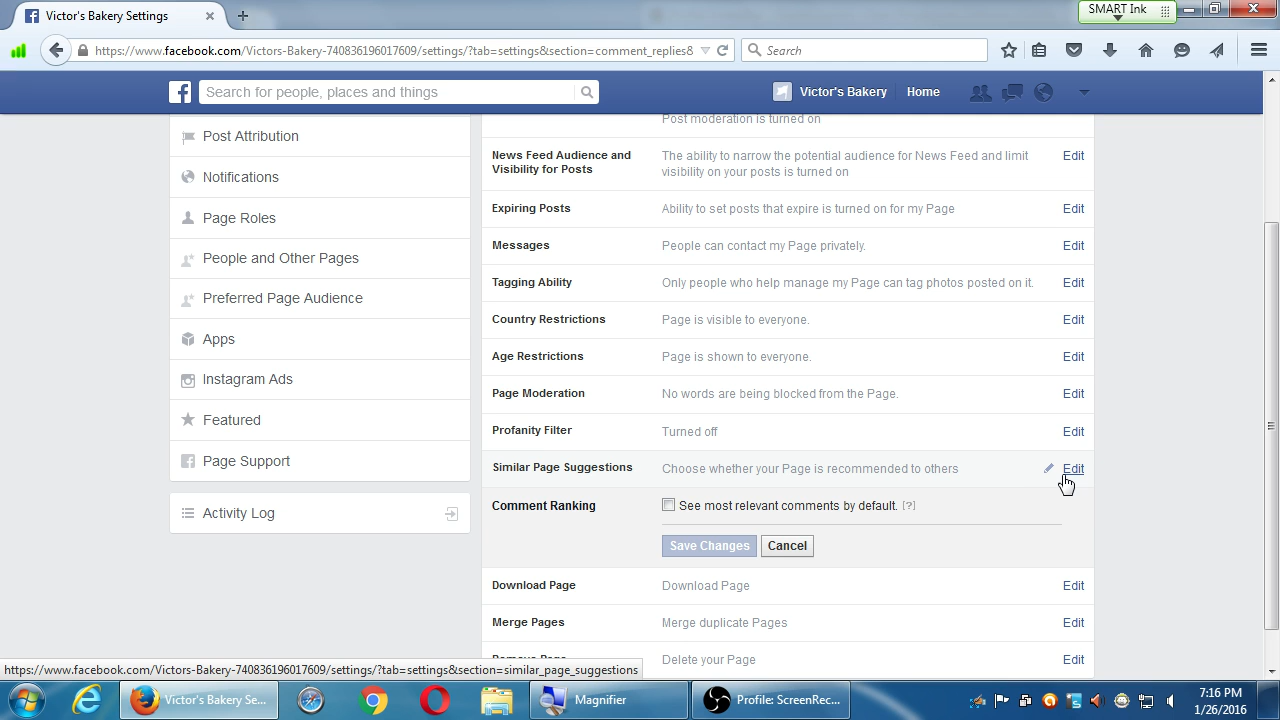 Victor's Bakery Settings
SMART Ink
https://www.facebook.com/Victors-Bakery-740836196017609/settings/?tab=settings&section=comment_replies&
Search
Search for people, places and things
Victor's Bakery
Home
Post Attribution
Notifications
Page Roles
People and Other Pages
Preferred Page Audience
Apps
Instagram Ads
Featured
Page Support
Activity Log
Post moderation is turned on
News Feed Audience and
Visibility for Posts
The ability to narrow the potential audience for News Feed and limit
visibility on your posts is turned on
Edit
Expiring Posts
Ability to set posts that expire is turned on for my Page
Edit
Messages
People can contact my Page privately.
Edit
Tagging Ability
Only people who help manage my Page can tag photos posted on it.
Edit
Country Restrictions
Page is visible to everyone.
Edit
Age Restrictions
Page is shown to everyone.
Edit
Page Moderation
No words are being blocked from the Page.
Edit
Profanity Filter
Turned off
Edit
Similar Page Suggestions
Choose whether your Page is recommended to others
Edit
Comment Ranking
See most relevant comments by default. [?]
Save Changes
Cancel
Download Page
Download Page
Edit
Merge Pages
Merge duplicate Pages
Edit
Remove Page
Delete your Page
Edit
https://www.facebook.com/Victors-Bakery-740836196017609/settings/?tab=settings&section=similar_page_suggestions
Victor's Bakery Se...
Magnifier
Profile: ScreenRec...
7:16 PM
1/26/2016